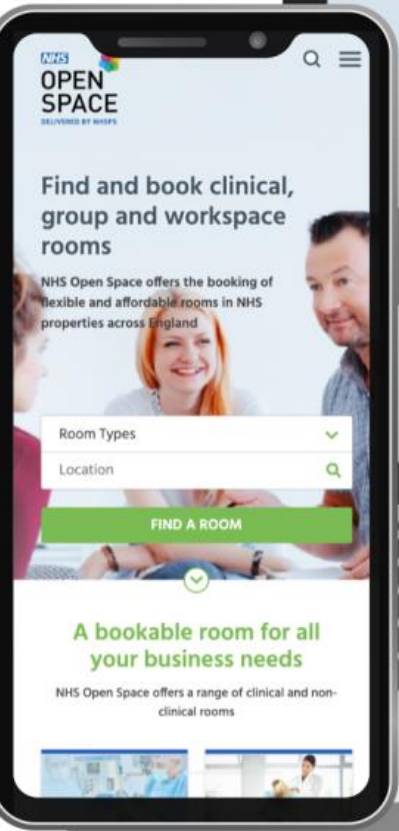 NHS
OPEN
SPACE
DELIVERED BY NHSPS
Find and book clinical,
group and workspace
rooms
NHS Open Space offers the booking of
flexible and affordable rooms in NHS
properties across England
Room Types
Location
FIND A ROOM
A bookable room for all
your business needs
NHS Open Space offers a range of clinical and non-
clinical rooms